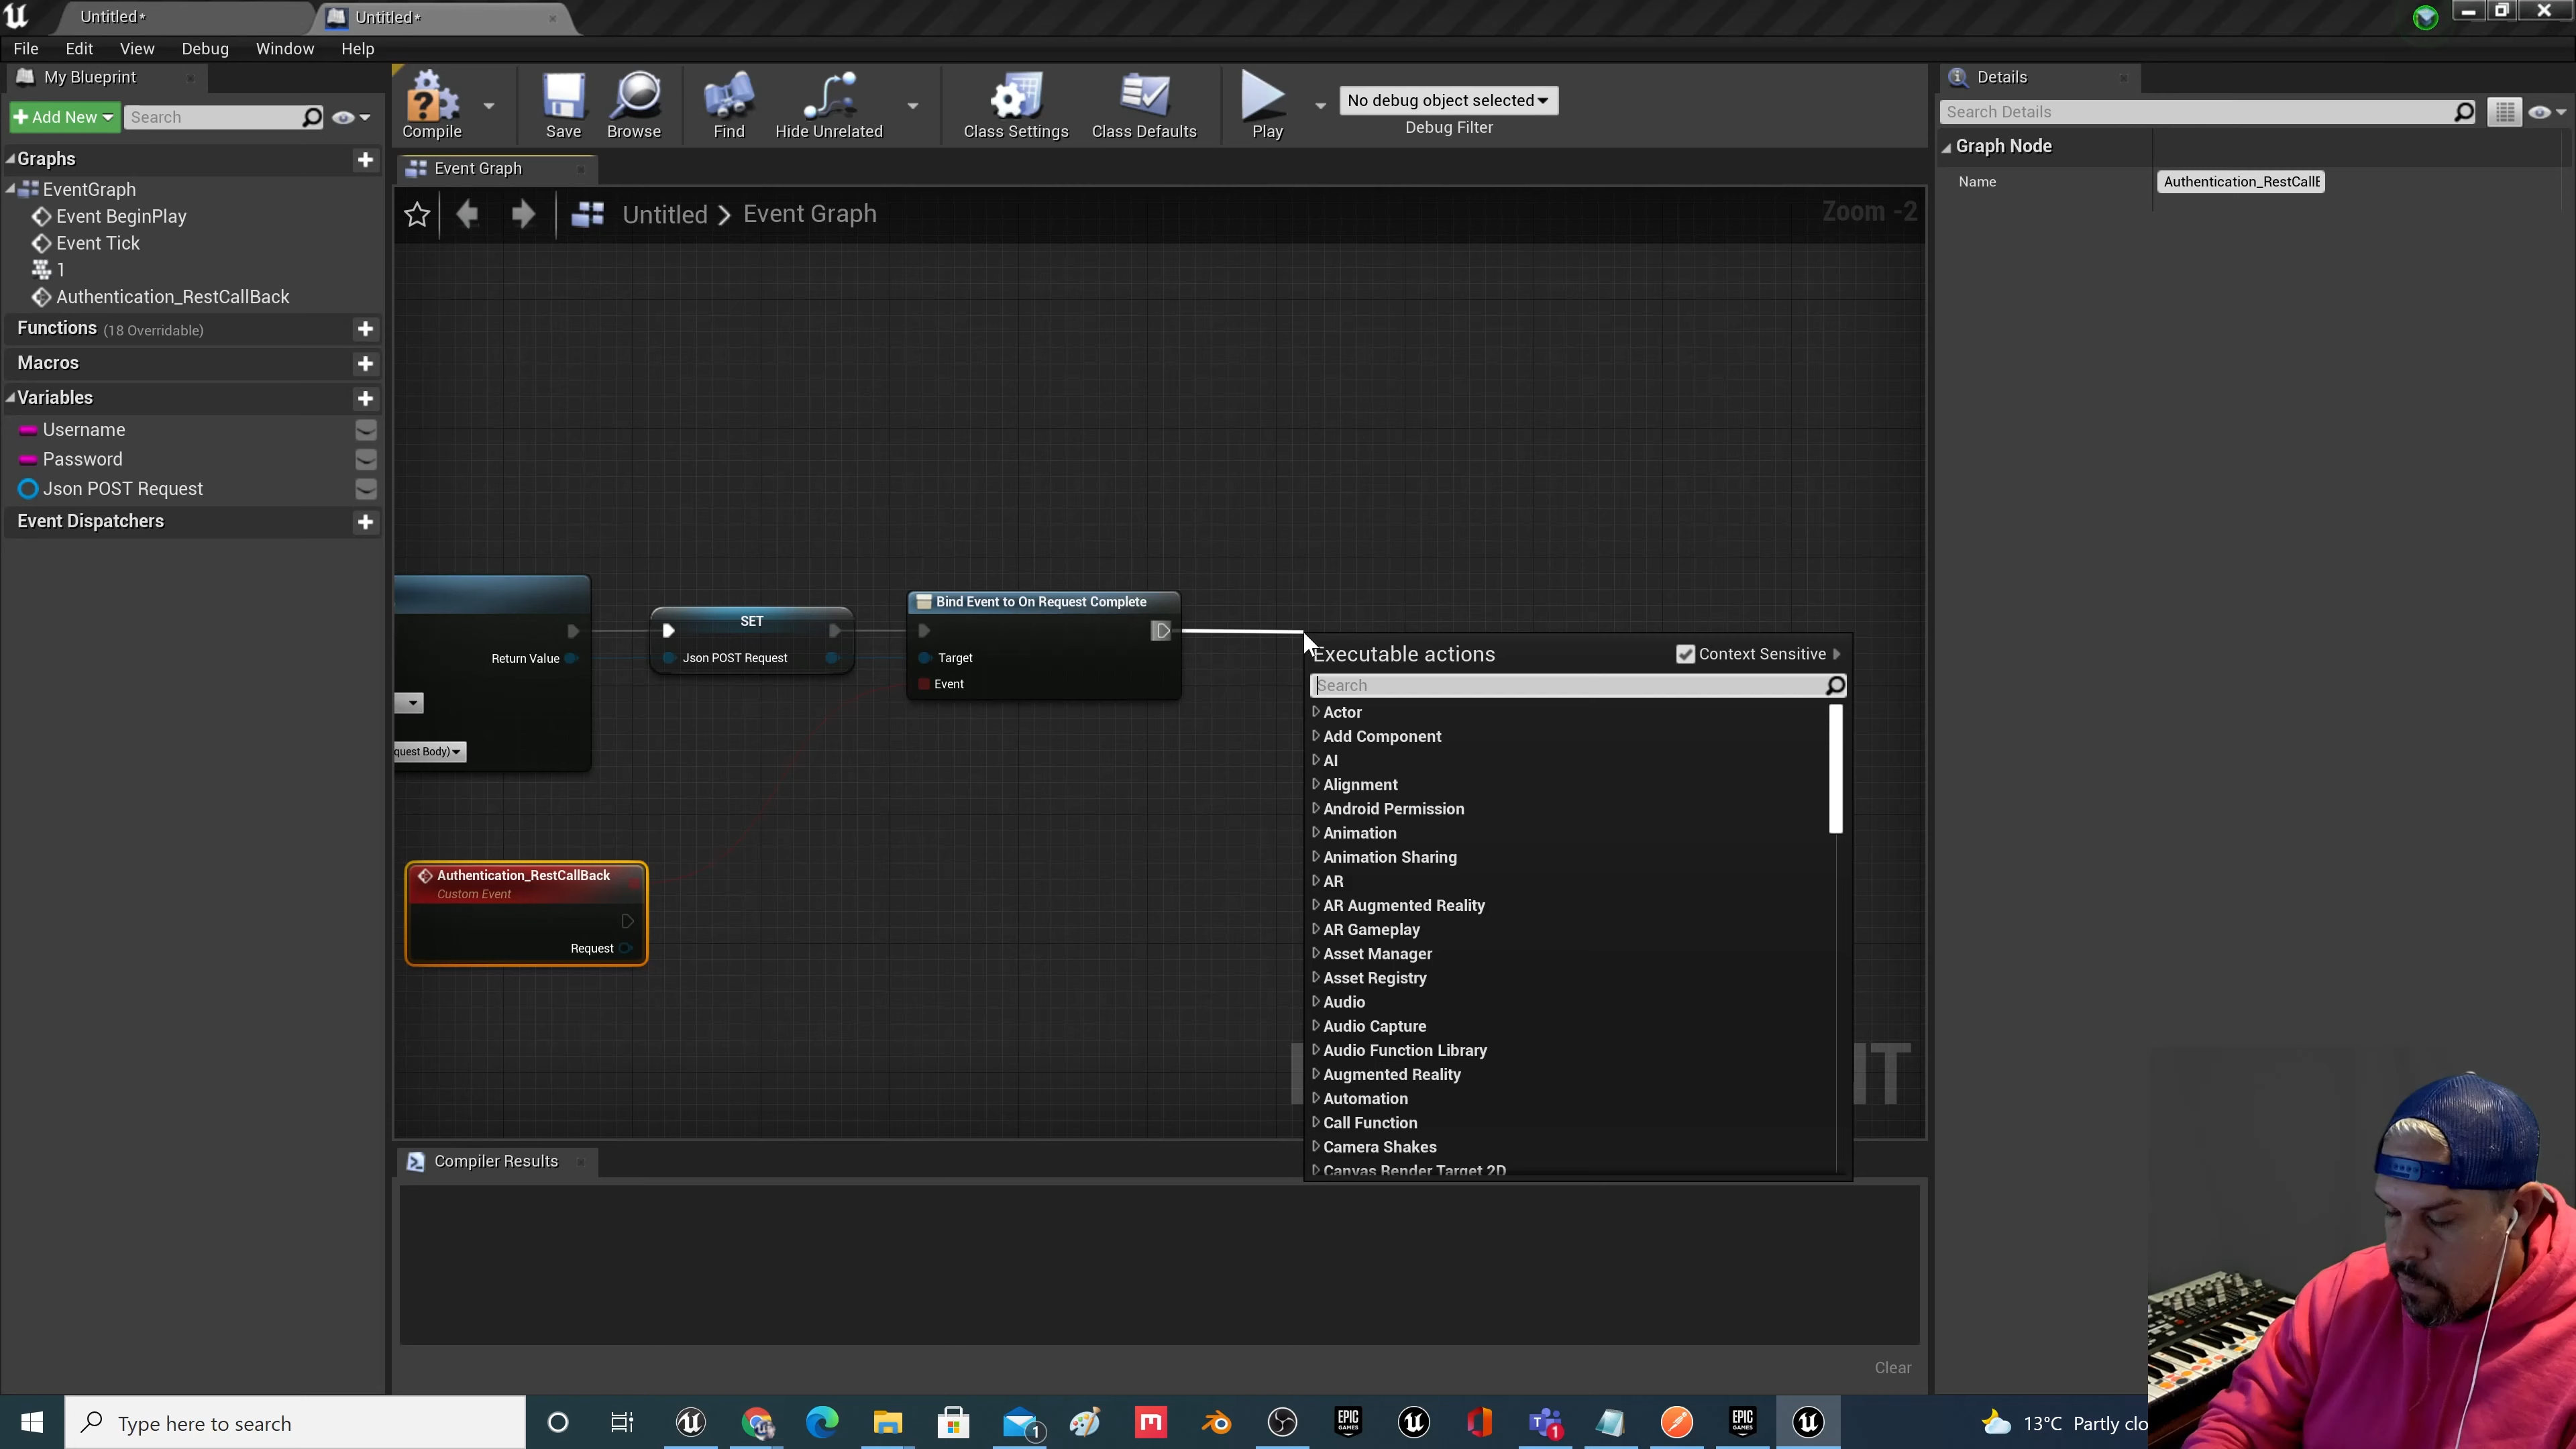 Untitled*
Untitled*
File Edit View Debug Window Help
My Blueprint
Add New
Search
Compile
Save
Browse
Find
Hide Unrelated
Class Settings
Class Defaults
Play
No debug object selected
Debug Filter
Details
Search Details
Graph Node
Name
Authentication_RestCallE
Graphs
EventGraph
Event BeginPlay
Event Tick
1
Authentication_RestCallBack
Functions (18 Overridable)
Macros
Variables
Username
Password
Json POST Request
Event Dispatchers
Event Graph
Untitled > Event Graph
Zoom -2
Return Value
quest Body)
SET
Json POST Request
Bind Event to On Request Complete
Target
Event
Authentication_RestCallBack
Custom Event
Request
Executable actions
Context Sensitive
Search
Actor
Add Component
AI
Alignment
Android Permission
Animation
Animation Sharing
AR
AR Augmented Reality
AR Gameplay
Asset Manager
Asset Registry
Audio
Audio Capture
Audio Function Library
Augmented Reality
Automation
Call Function
Camera Shakes
Canvas Render Target 2D
Compiler Results
Clear
Type here to search
13°C Partly clo